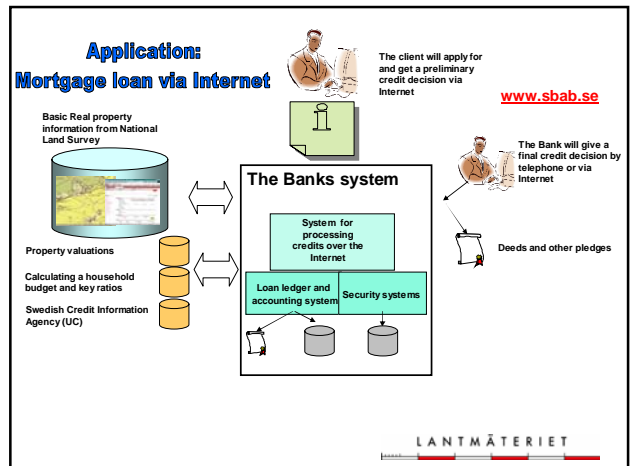 Application:
Mortgage loan via Internet
The client will apply for
and get a preliminary
credit decision via
Internet
www.sbab.se
Basic Real property
information from National
Land Survey
The Bank will give a
final credit decision by
telephone or via
Internet
The Banks system
System for
processing
credits over the
Internet
Deeds and other pledges
Property valuations
Calculating a household
budget and key ratios
Swedish Credit Information
Agency (UC)
Loan ledger and
accounting system
Security systems
LANTMÄTERIET